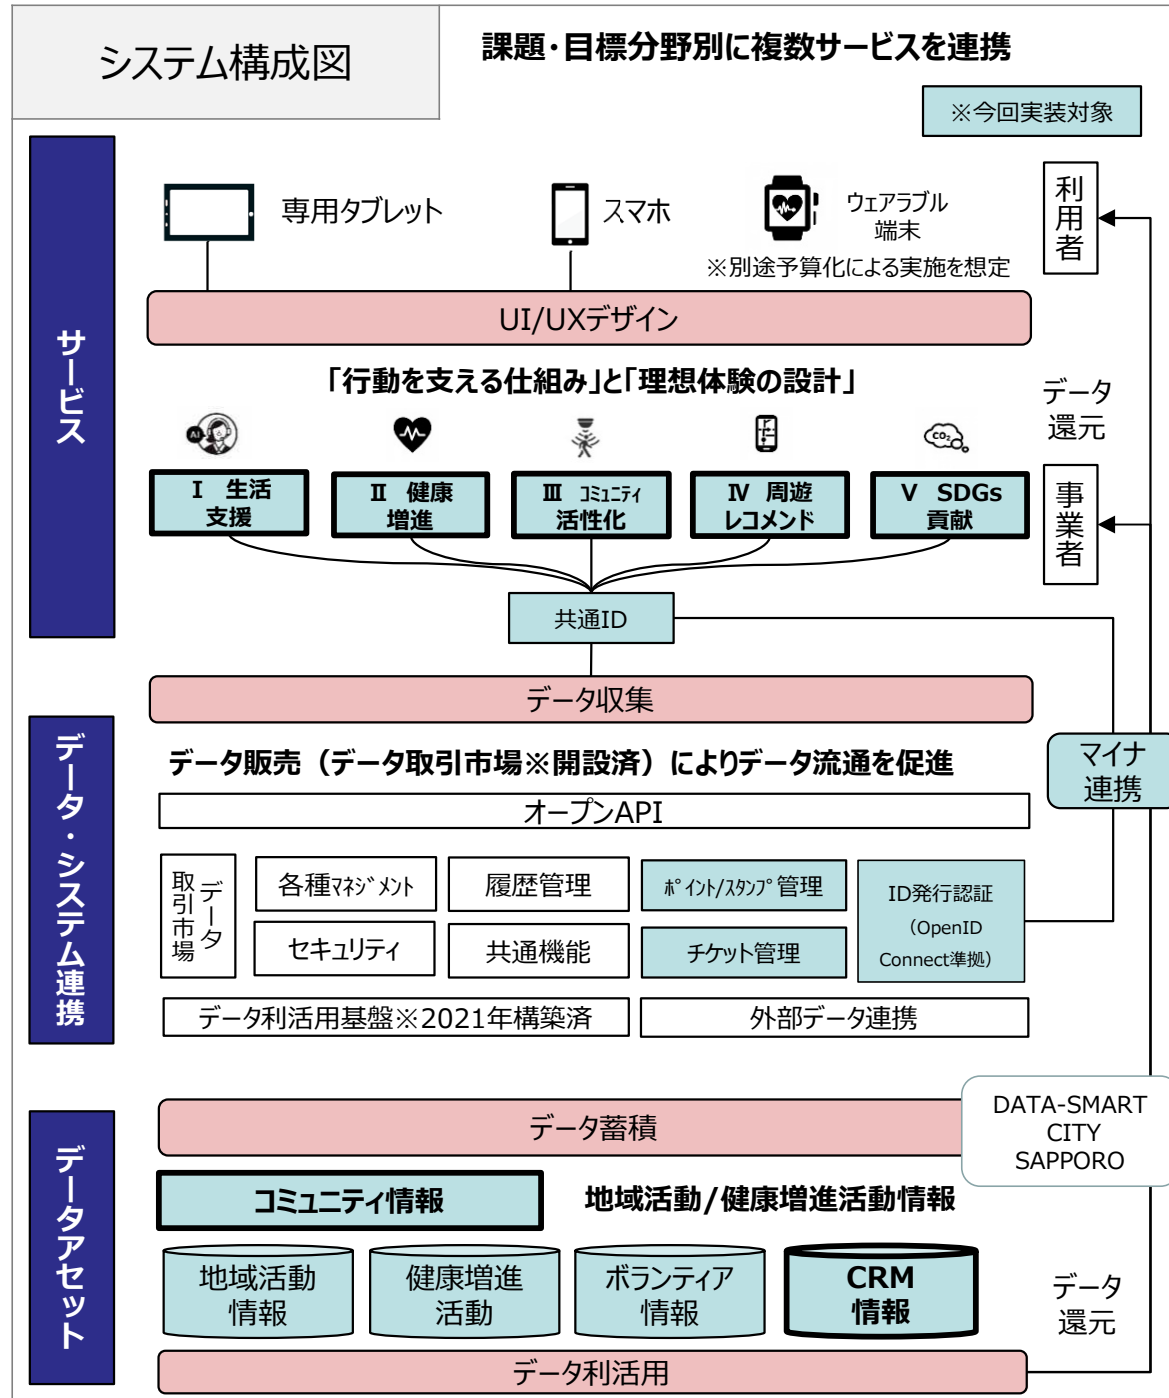 システム構成図
課題・目標分野別に複数サービスを連携
※今回実装対象
サービス
専用タブレット
スマホ
ウェアラブル
端末
※別途予算化による実施を想定
利用者
UI/UXデザイン
「行動を支える仕組み」と「理想体験の設計」
データ
還元
AI
CO₂
Ⅰ 生活
支援
Ⅱ 健康
増進
Ⅲ コミュニティ
活性化
Ⅳ 周遊
レコメンド
Ⅴ SDGs
貢献
事業者
共通ID
データ収集
データ・システム連携
データ販売（データ取引市場※開設済）によりデータ流通を促進
マイナ
連携
オープンAPI
データ
取引市場
各種マネジメント
履歴管理
ポイント/スタンプ管理
ID発行認証
（OpenID
Connect準拠）
セキュリティ
共通機能
チケット管理
データ利活用基盤※2021年構築済
外部データ連携
データアセット
データ蓄積
DATA-SMART
CITY
SAPPORO
コミュニティ情報
地域活動/健康増進活動情報
地域活動
情報
健康増進
活動
ボランティア
情報
CRM
情報
データ
還元
データ利活用